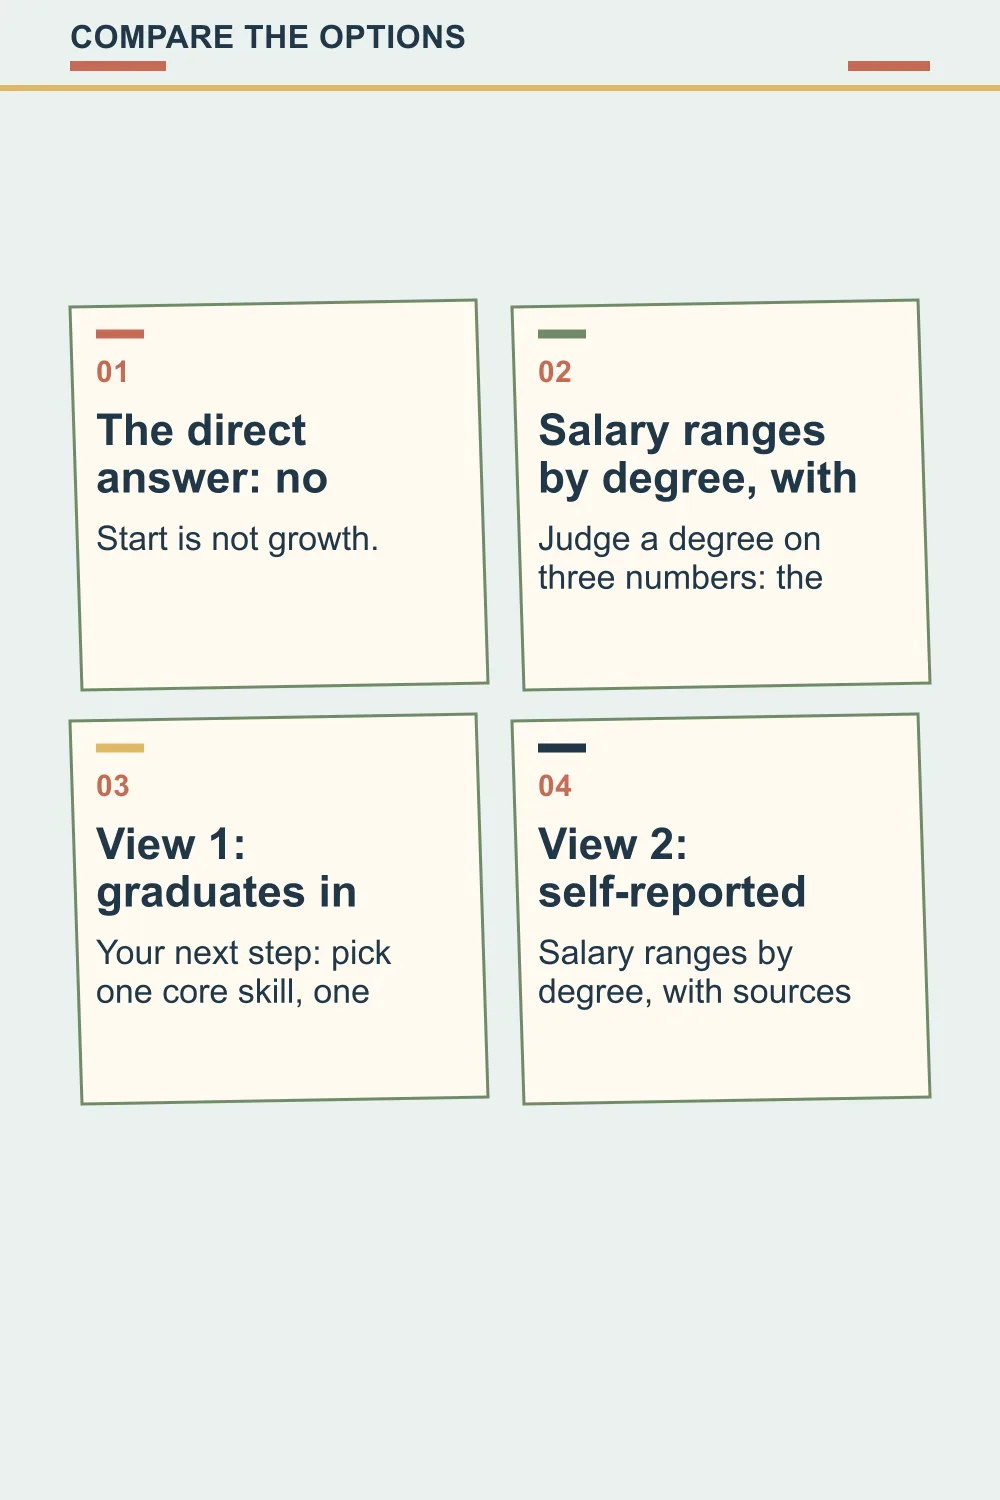 COMPARE THE OPTIONS
01
The direct
answer: no
Start is not growth.
02
Salary ranges
by degree, with
Judge a degree on
three numbers: the
03
View 1:
graduates in
Your next step: pick
one core skill, one
04
View 2:
self-reported
Salary ranges by
degree, with sources